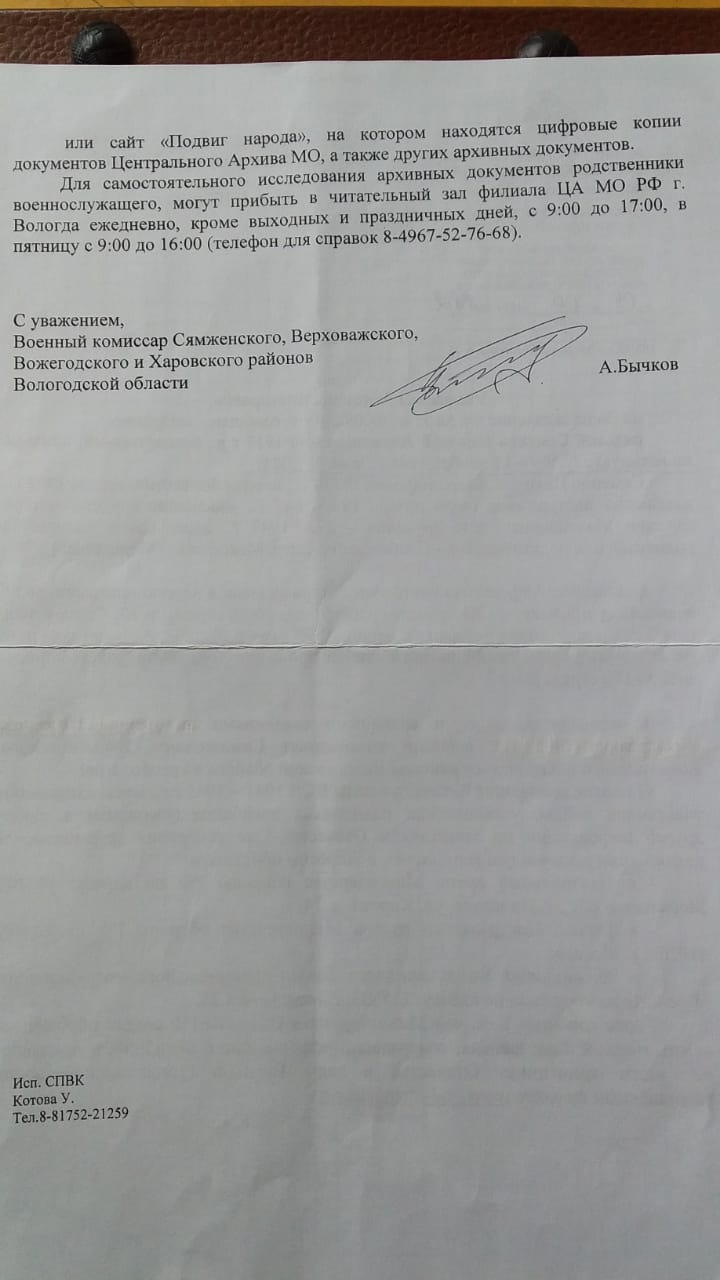 или сайт «Подвиг народа», на котором находятся цифровые копии
документов Центрального Архива МО, а также других архивных документов.
Для самостоятельного исследования архивных документов родственники
военнослужащего, могут прибыть в читательный зал филиала ЦА МО РФ г.
Вологда ежедневно, кроме выходных и праздничных дней, с 9:00 до 17:00, в
пятницу с 9:00 до 16:00 (телефон для справок 8-4967-52-76-68).
С уважением,
Военный комиссар Сямженского, Верховажского,
Вожегодского и Харовского районов
Вологодской области
А.Бычков
Исп. СПВК
Котова У.
Тел.8-81752-21259